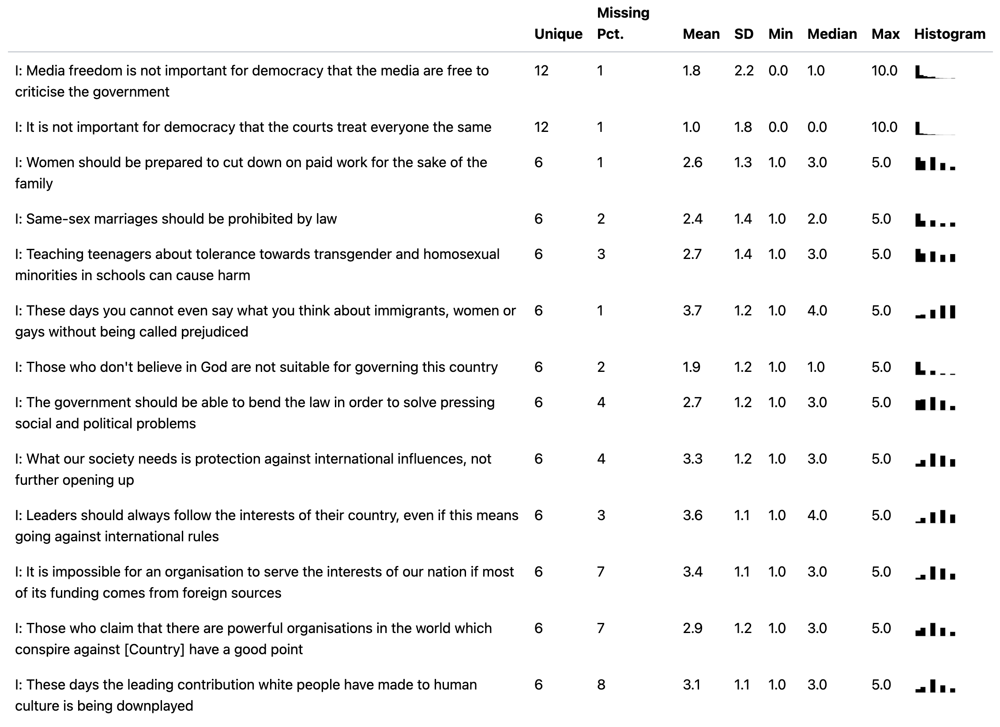 Missing
Unique Pct. Mean SD Min Median Max Histogram
I: Media freedom is not important for democracy that the media are free to 12 1 1.8 2.2 0.0 1.0 10.0
criticise the government
I: It is not important for democracy that the courts treat everyone the same 12 1 1.0 1.8 0.0 0.0 10.0
I: Women should be prepared to cut down on paid work for the sake of the 6 1 2.6 1.3 1.0 3.0 5.0
family
I: Same-sex marriages should be prohibited by law 6 2 2.4 1.4 1.0 2.0 5.0
I: Teaching teenagers about tolerance towards transgender and homosexual 6 3 2.7 1.4 1.0 3.0 5.0
minorities in schools can cause harm
I: These days you cannot even say what you think about immigrants, women or 6 1 3.7 1.2 1.0 4.0 5.0
gays without being called prejudiced
I: Those who don't believe in God are not suitable for governing this country 6 2 1.9 1.2 1.0 1.0 5.0
I: The government should be able to bend the law in order to solve pressing 6 4 2.7 1.2 1.0 3.0 5.0
social and political problems
I: What our society needs is protection against international influences, not 6 4 3.3 1.2 1.0 3.0 5.0
further opening up
I: Leaders should always follow the interests of their country, even if this means 6 3 3.6 1.1 1.0 4.0 5.0
going against international rules
I: It is impossible for an organisation to serve the interests of our nation if most 6 7 3.4 1.1 1.0 3.0 5.0
of its funding comes from foreign sources
I: Those who claim that there are powerful organisations in the world which 6 7 2.9 1.2 1.0 3.0 5.0
conspire against [Country] have a good point
I: These days the leading contribution white people have made to human 6 8 3.1 1.1 1.0 3.0 5.0
culture is being downplayed